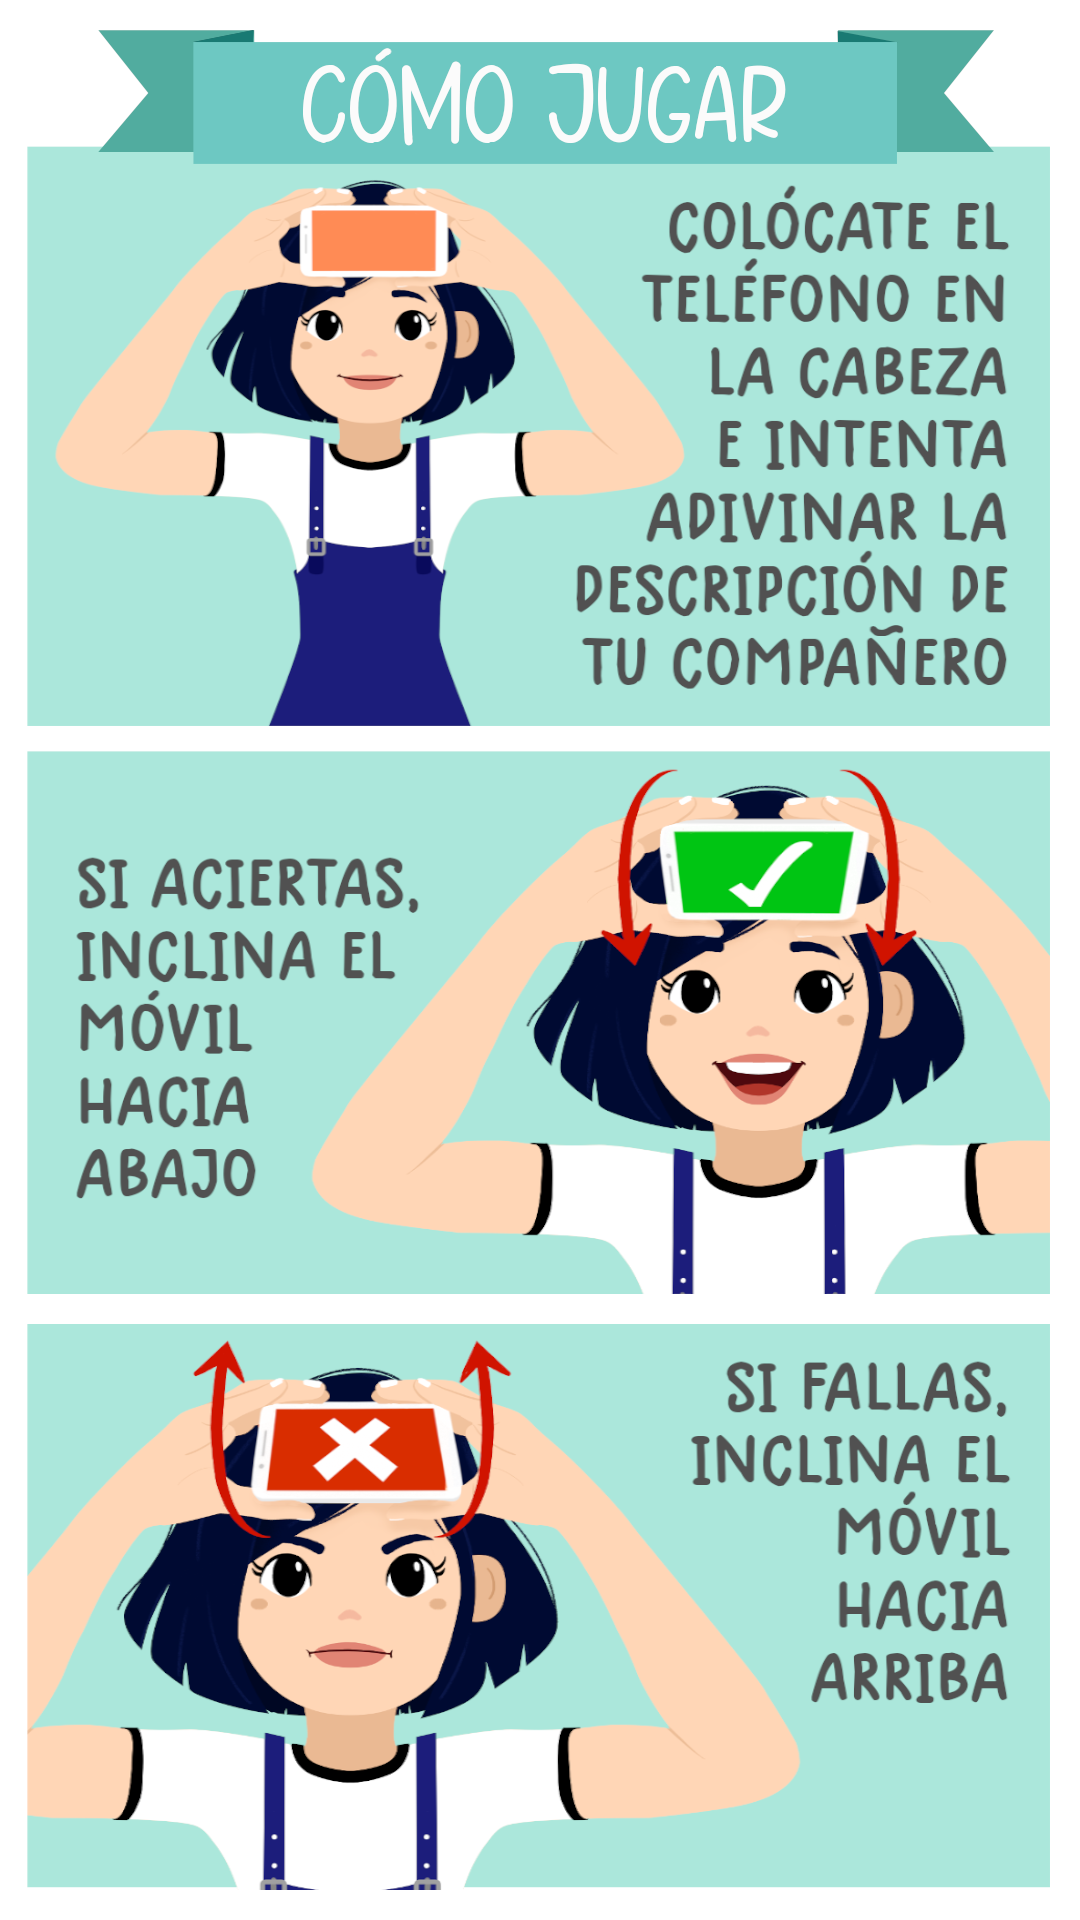 CÓMO JUGAR
COLÓCATE EL
TELÉFONO EN
LA CABEZA
E INTENTA
ADIVINAR LA
DESCRIPCIÓN DE
TU COMPAÑERO
SI ACIERTAS,
INCLINA EL
MÓVIL
HACIA
ABAJO
SI FALLAS,
INCLINA EL
MÓVIL
HACIA
ARRIBA